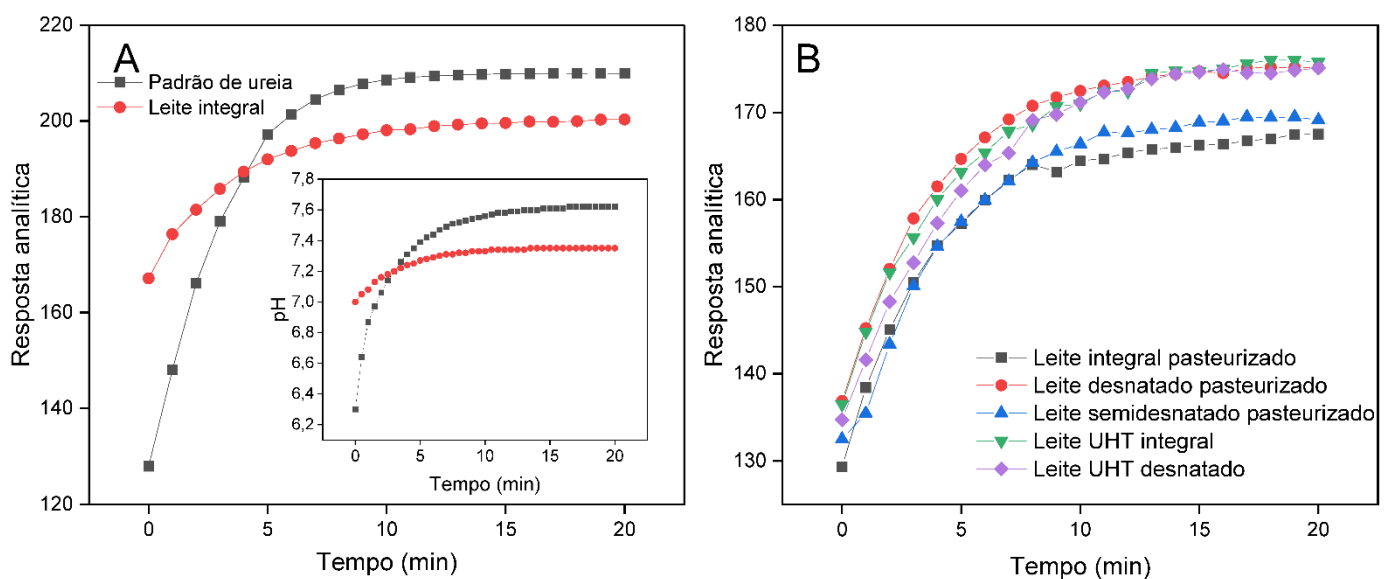 A
Padrão de ureia
Leite integral
Resposta analítica
220
200
180
160
140
120
0
5
10
15
20
Tempo (min)
pH
7,8
7,6
7,4
7,2
7,0
6,8
6,6
6,4
6,2
0
5
10
15
20
Tempo (min)
B
Resposta analítica
180
170
160
150
140
130
Leite integral pasteurizado
Leite desnatado pasteurizado
Leite semidesnatado pasteurizado
Leite UHT integral
Leite UHT desnatado
0
5
10
15
20
Tempo (min)